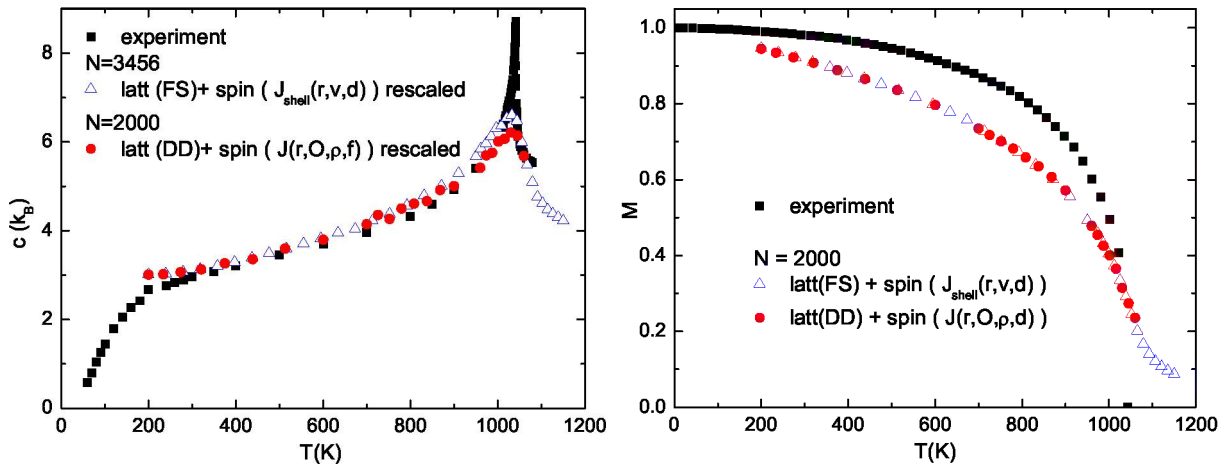 experiment
N=3456
latt (FS)+ spin ( J_shell(r,v,d) ) rescaled
N=2000
latt (DD)+ spin ( J(r,O,ρ,f) ) rescaled
c (k_B)
8
6
4
2
0
0 200 400 600 800 1000 1200
T(K)
experiment
N = 2000
latt(FS) + spin ( J_shell(r,v,d) )
latt(DD) + spin ( J(r,O,ρ,d) )
M
1.0
0.8
0.6
0.4
0.2
0.0
0 200 400 600 800 1000 1200
T(K)